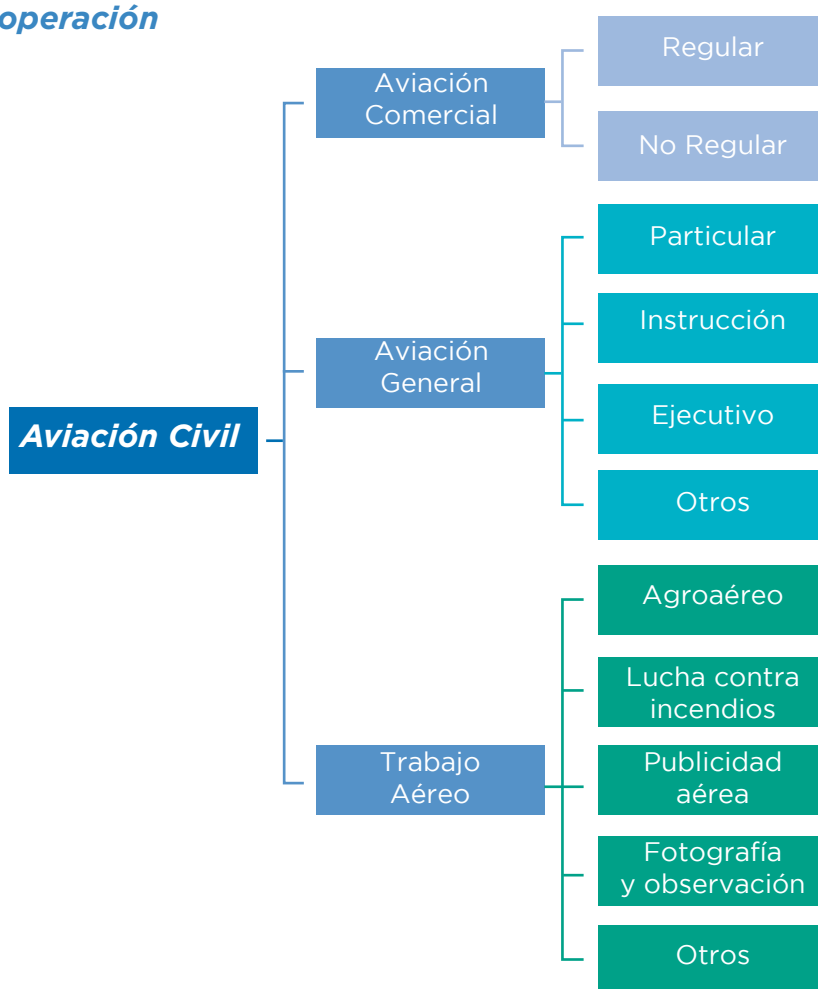 operación
Aviación Civil
Aviación
Comercial
Regular
No Regular
Aviación
General
Particular
Instrucción
Ejecutivo
Otros
Trabajo
Aéreo
Agroaéreo
Lucha contra
incendios
Publicidad
aérea
Fotografía
y observación
Otros